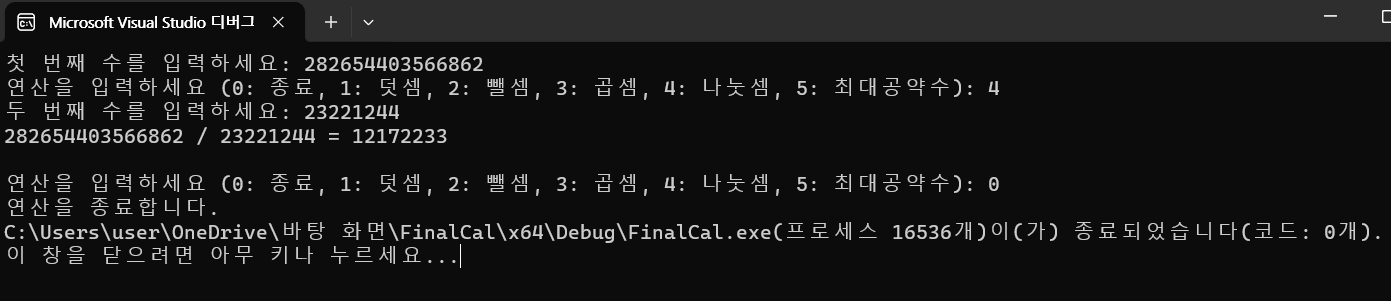 Microsoft Visual Studio 디버그
첫 번째 수를 입력하세요: 282654403566862
연산을 입력하세요 (0: 종료, 1: 덧셈, 2: 뺄셈, 3: 곱셈, 4: 나눗셈, 5: 최대공약수): 4
두 번째 수를 입력하세요: 23221244
282654403566862 / 23221244 = 12172233
연산을 입력하세요 (0: 종료, 1: 덧셈, 2: 뺄셈, 3: 곱셈, 4: 나눗셈, 5: 최대공약수): 0
연산을 종료합니다.
C:\Users\user\OneDrive\바탕 화면\FinalCal\x64\Debug\FinalCal.exe(프로세스 16536개)이(가) 종료되었습니다(코드: 0개).
이 창을 닫으려면 아무 키나 누르세요...